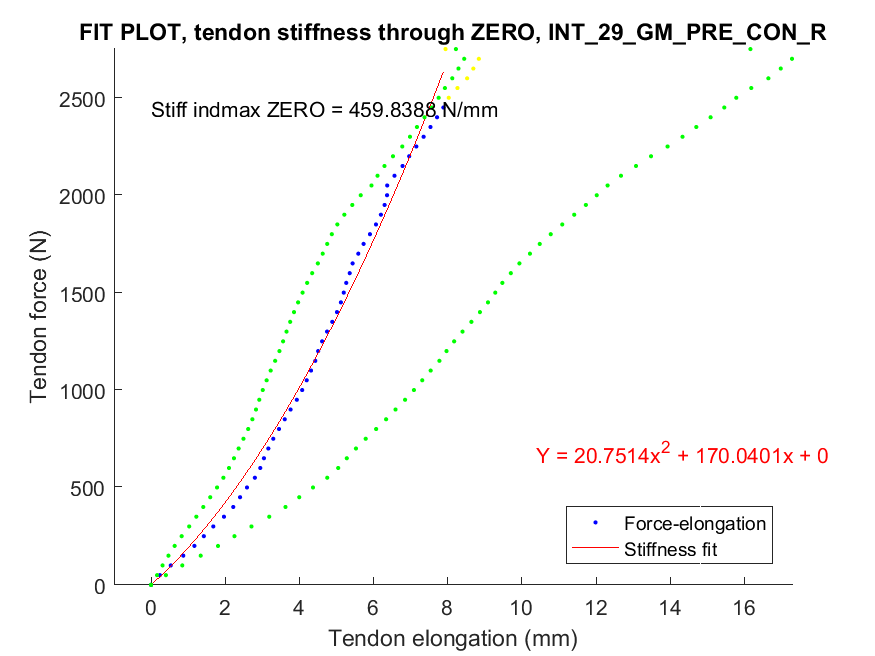 FIT PLOT, tendon stiffness through ZERO, INT_29_GM_PRE_CON_R
Stiff indmax ZERO = 459.8388 N/mm
Tendon force (N)
2500
2000
1500
1000
500
0
Y = 20.7514x² + 170.0401x + 0
Force-elongation
Stiffness fit
0 2 4 6 8 10 12 14 16
Tendon elongation (mm)